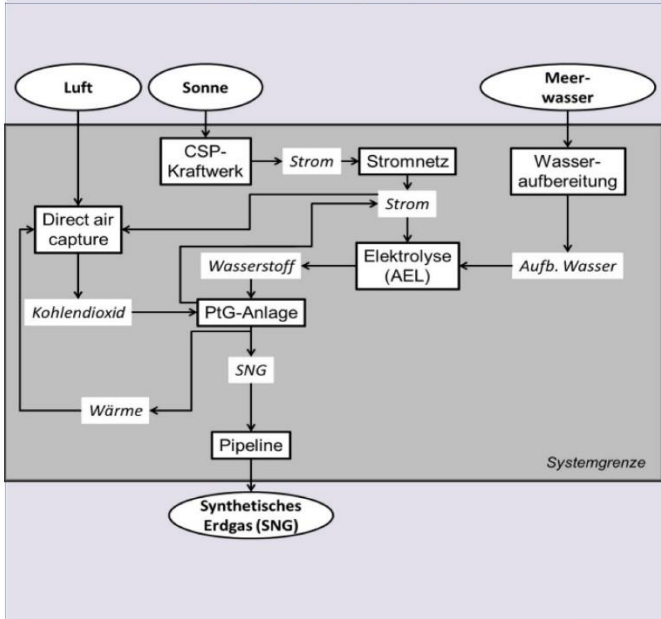 Luft
Sonne
Meer-
wasser
CSP-
Kraftwerk
Strom
Stromnetz
Wasser-
aufbereitung
Direct air
capture
Strom
Wasserstoff
Elektrolyse
(AEL)
Aufb. Wasser
Kohlendioxid
PtG-Anlage
SNG
Wärme
Pipeline
Systemgrenze
Synthetisches
Erdgas (SNG)